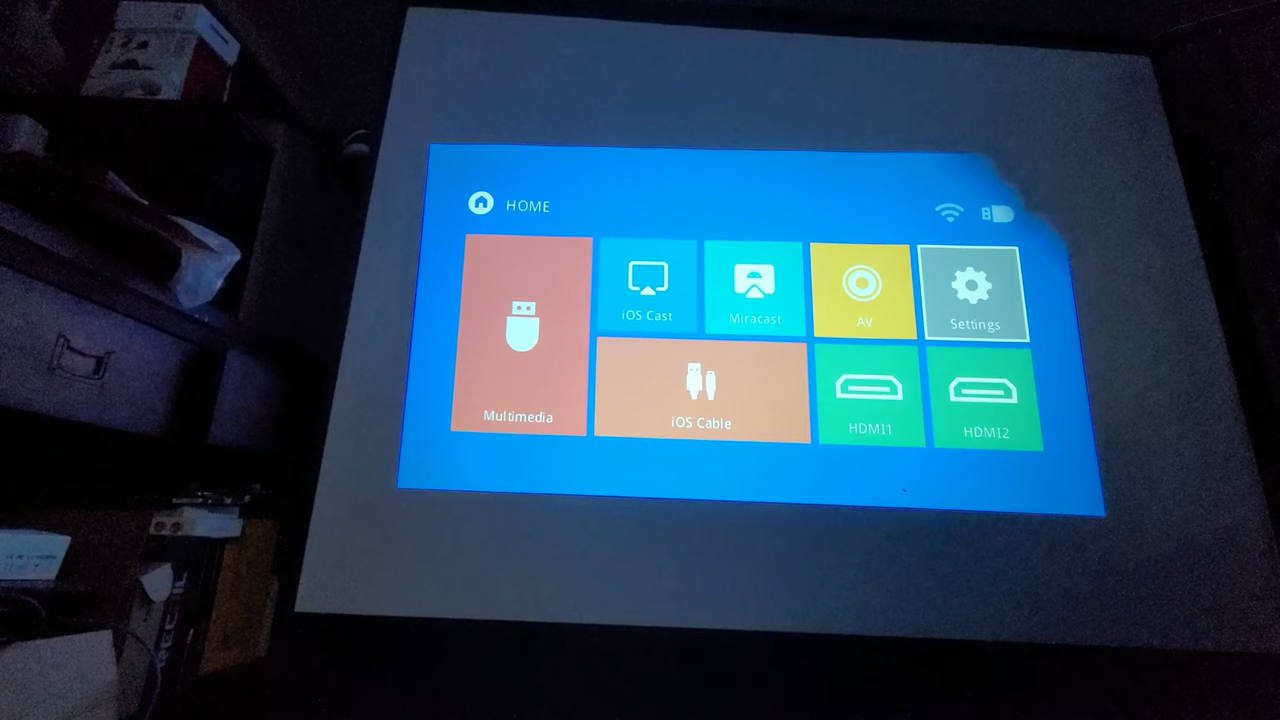 HOME
iOS Cast
Miracast
AV
Settings
Multimedia
iOS Cable
HDMI1
HDMI2